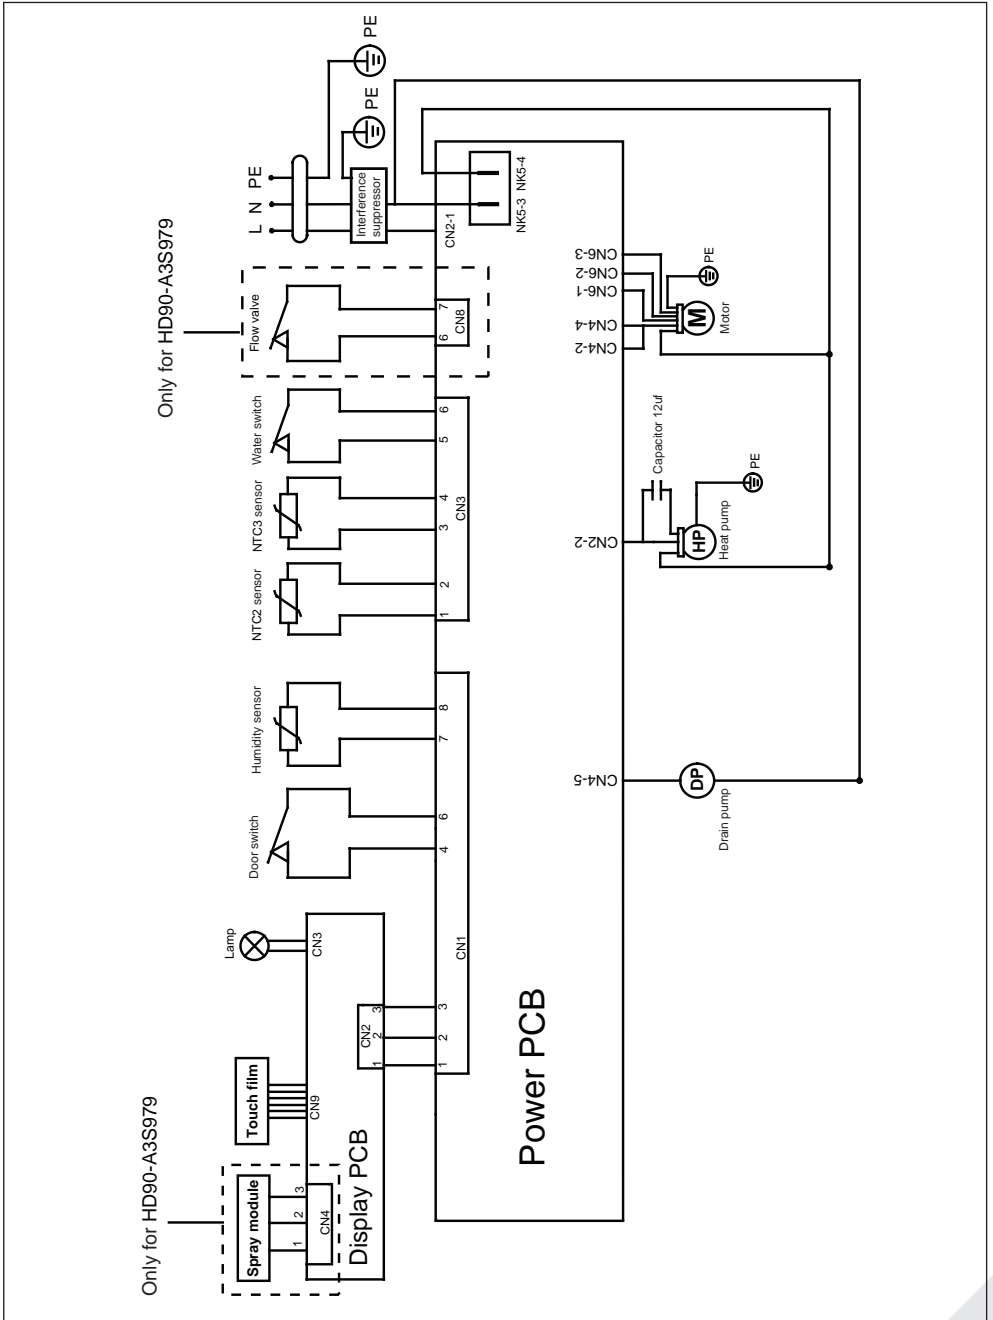 Only for HD90-A3S979
Spray module
1 2 3
CN4
Touch film
CN9
Lamp
CN3
Display PCB
CN2
1 2 3
Door switch
Humidity sensor
NTC2 sensor
NTC3 sensor
Water switch
Only for HD90-A3S979
Flow valve
L N PE
Interference
suppressor
PE
PE
1 2 3 4 6 7 8
CN1
1 2 3 4 5 6
CN3
6 7
CN8
CN2-1
NK5-3 NK5-4
Power PCB
CN4-5
CN2-2
CN4-2
CN4-4
CN6-1
CN6-2
CN6-3
DP
Drain pump
HP
Heat pump
Capacitor 12uf
PE
M
Motor
PE